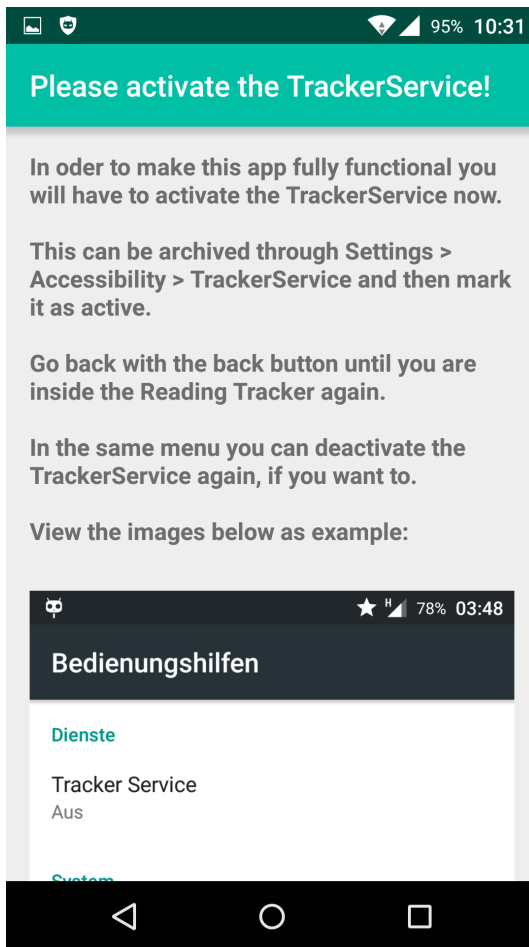 95% 10:31
Please activate the TrackerService!
In oder to make this app fully functional you
will have to activate the TrackerService now.
This can be archived through Settings >
Accessibility > TrackerService and then mark
it as active.
Go back with the back button until you are
inside the Reading Tracker again.
In the same menu you can deactivate the
TrackerService again, if you want to.
View the images below as example:
H 78% 03:48
Bedienungshilfen
Dienste
Tracker Service
Aus
System